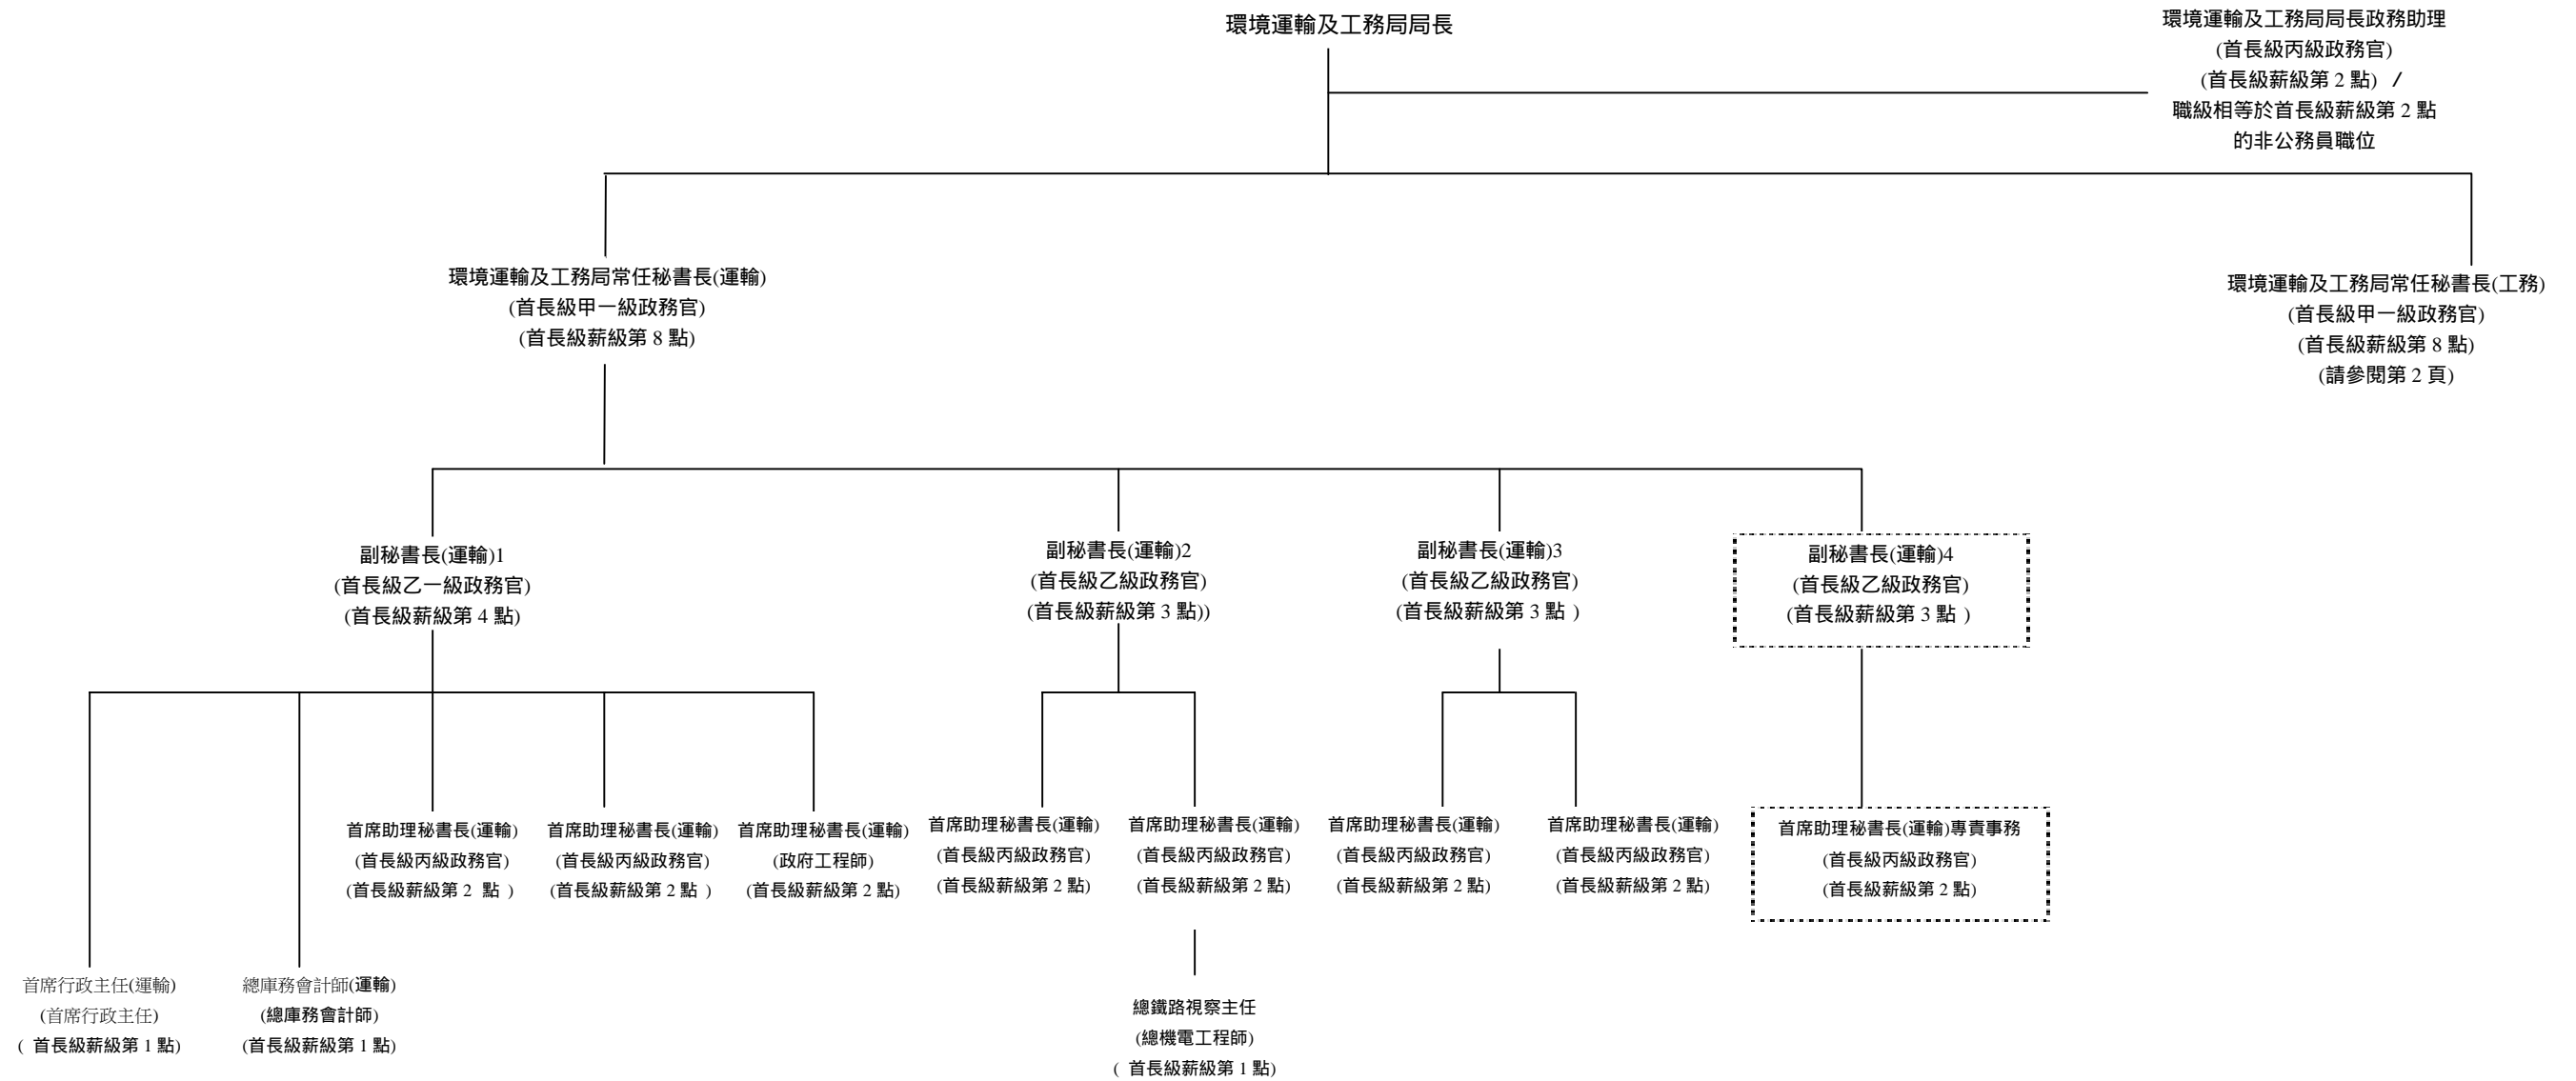 環境運輸及工務局局長
環境運輸及工務局局長政務助理
(首長級丙級政務官)
(首長級薪級第 2 點) /
職級相等於首長級薪級第 2 點
的非公務員職位
環境運輸及工務局常任秘書長(運輸)
(首長級甲一級政務官)
(首長級薪級第 8 點)
環境運輸及工務局常任秘書長(工務)
(首長級甲一級政務官)
(首長級薪級第 8 點)
(請參閱第 2 頁)
副秘書長(運輸)1
(首長級乙一級政務官)
(首長級薪級第 4 點)
副秘書長(運輸)2
(首長級乙級政務官)
(首長級薪級第 3 點))
副秘書長(運輸)3
(首長級乙級政務官)
(首長級薪級第 3 點 )
副秘書長(運輸)4
(首長級乙級政務官)
(首長級薪級第 3 點 )
首席助理秘書長(運輸)
(首長級丙級政務官)
(首長級薪級第 2 點 )
首席助理秘書長(運輸)
(首長級丙級政務官)
(首長級薪級第 2 點 )
首席助理秘書長(運輸)
(政府工程師)
(首長級薪級第 2 點)
首席助理秘書長(運輸)
(首長級丙級政務官)
(首長級薪級第 2 點)
首席助理秘書長(運輸)
(首長級丙級政務官)
(首長級薪級第 2 點)
首席助理秘書長(運輸)
(首長級丙級政務官)
(首長級薪級第 2 點)
首席助理秘書長(運輸)
(首長級丙級政務官)
(首長級薪級第 2 點)
首席助理秘書長(運輸)專責事務
(首長級丙級政務官)
(首長級薪級第 2 點)
首席行政主任(運輸)
(首席行政主任)
( 首長級薪級第 1 點)
總庫務會計師(運輸)
(總庫務會計師)
(首長級薪級第 1 點)
總鐵路視察主任
(總機電工程師)
( 首長級薪級第 1 點)